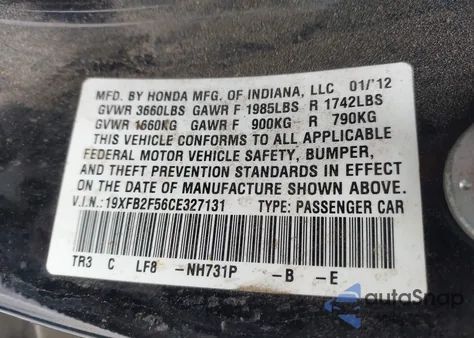 MFD. BY HONDA MFG. OF INDIANA, LLC 01/'12
GVWR 3660LBS GAWR F 1985LBS R 1742LBS
GVWR 1660KG GAWR F 900KG R 790KG
THIS VEHICLE CONFORMS TO ALL APPLICABLE
FEDERAL MOTOR VEHICLE SAFETY, BUMPER,
AND THEFT PREVENTION STANDARDS IN EFFECT
ON THE DATE OF MANUFACTURE SHOWN ABOVE.
V.I.N.: 19XFB2F56CE327131 TYPE: PASSENGER CAR
TR3 C LF8 -NH731P -B -E
autoSnap